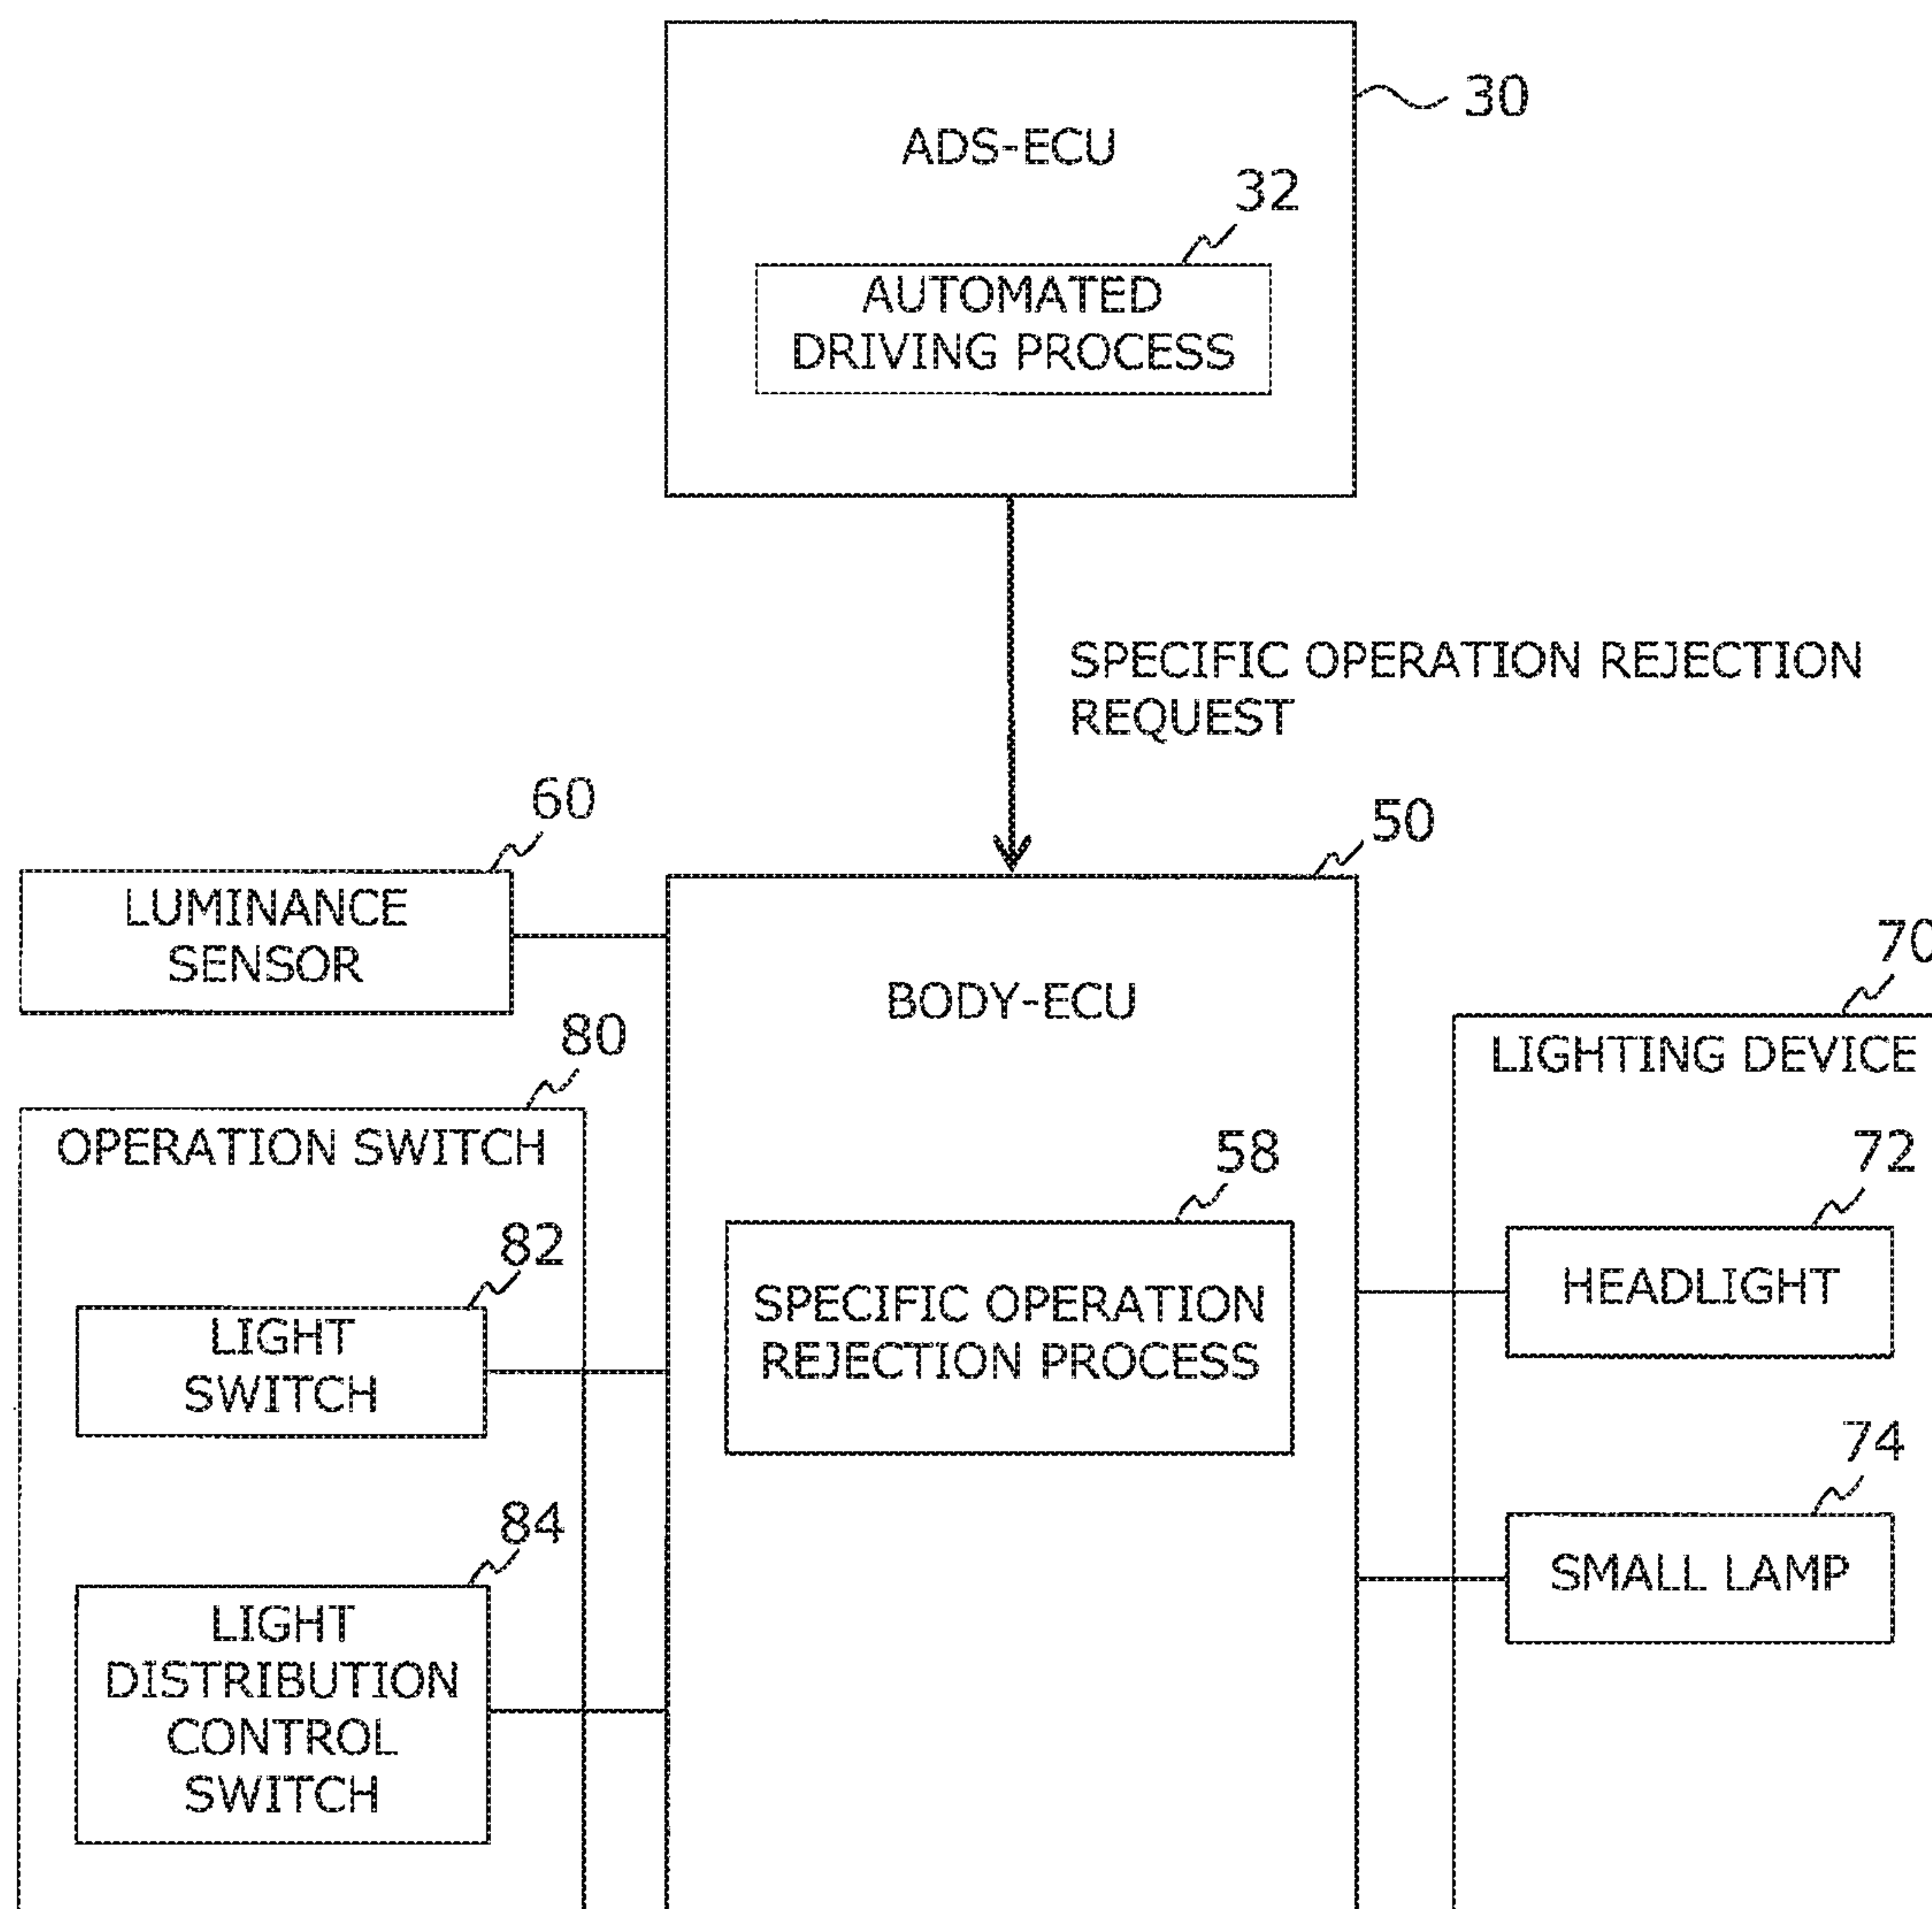 30
ADS-ECU
32
AUTOMATED
DRIVING PROCESS
SPECIFIC OPERATION REJECTION
REQUEST
60
LUMINANCE
SENSOR
50
BODY-ECU
70
LIGHTING DEVICE
80
OPERATION SWITCH
58
SPECIFIC OPERATION
REJECTION PROCESS
72
HEADLIGHT
82
LIGHT
SWITCH
74
SMALL LAMP
84
LIGHT
DISTRIBUTION
CONTROL
SWITCH